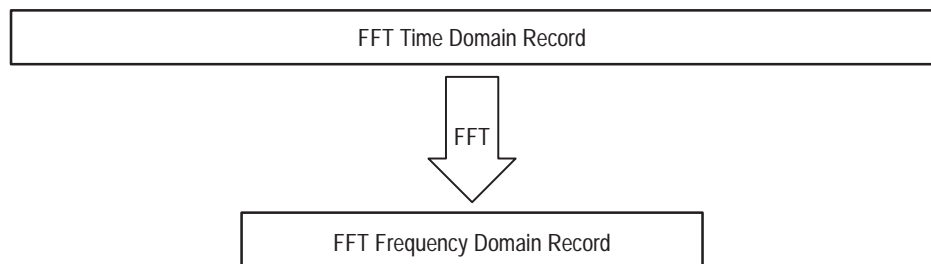 FFT Time Domain Record
FFT
FFT Frequency Domain Record